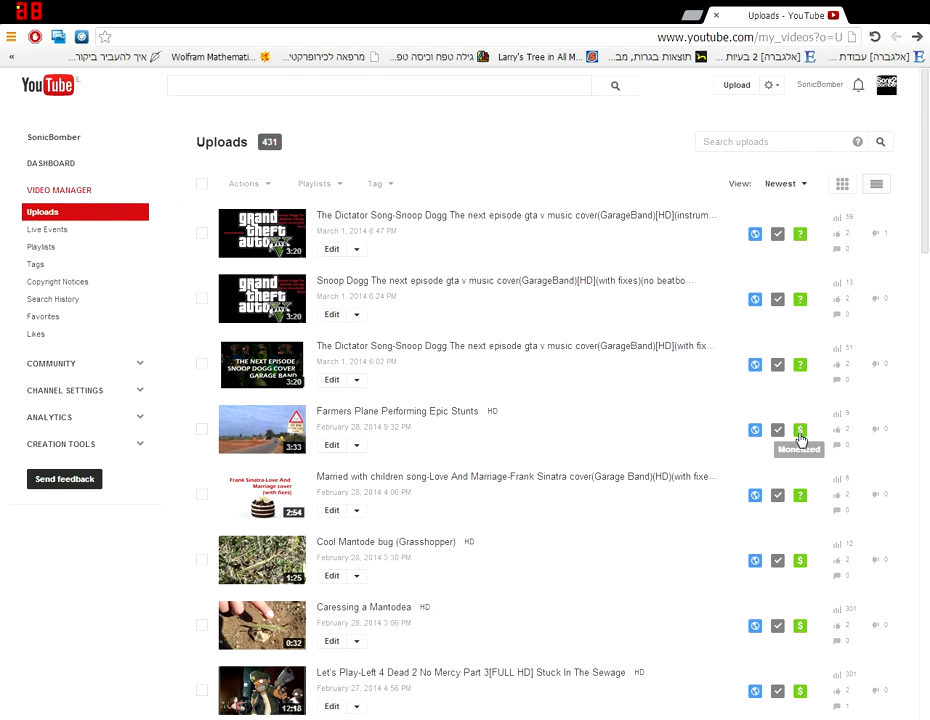 28
Uploads - YouTube
www.youtube.com/my_videos?o=U
«
איך להעביר ביקור...
Wolfram Mathemati...
מרפאה לכירופרקטי...
גילה טפח וכיסה טפ...
Larry's Tree in All M...
תוצאות בגרות, מב...
[אלגברה] 2 בעיות ...
[אלגברה] עבודת ...
YouTube IL
Upload
SonicBomber
SonicBomber
DASHBOARD
VIDEO MANAGER
Uploads
Live Events
Playlists
Tags
Copyright Notices
Search History
Favorites
Likes
COMMUNITY
CHANNEL SETTINGS
ANALYTICS
CREATION TOOLS
Send feedback
Uploads 431
Search uploads
Actions Playlists Tag
View: Newest
grand theft auto V
3:20
The Dictator Song-Snoop Dogg The next episode gta v music cover(GarageBand)[HD](instrum...
March 1, 2014 6:47 PM
Edit
59
2 1
0
grand theft auto V
3:20
Snoop Dogg The next episode gta v music cover(GarageBand)[HD](with fixes)(no beatbo...
March 1, 2014 6:24 PM
Edit
13
2 0
0
THE NEXT EPISODE
SNOOP DOGG COVER
GARAGE BAND
3:20
The Dictator Song-Snoop Dogg The next episode gta v music cover(GarageBand)[HD](with fix...
March 1, 2014 6:02 PM
Edit
51
2 0
0
3:33
Farmers Plane Performing Epic Stunts HD
February 28, 2014 9:32 PM
Edit
Monetized
9
2 0
0
Frank Sinatra-Love And
Marriage cover
(with fixes)
2:54
Married with children song-Love And Marriage-Frank Sinatra cover(Garage Band)(HD)(with fixe...
February 28, 2014 4:06 PM
Edit
6
2 0
0
1:25
Cool Mantode bug (Grasshopper) HD
February 28, 2014 3:30 PM
Edit
12
2 0
0
0:32
Caressing a Mantodea HD
February 28, 2014 3:06 PM
Edit
301
2 0
0
12:18
Let's Play-Left 4 Dead 2 No Mercy Part 3[FULL HD] Stuck In The Sewage HD
February 27, 2014 4:56 PM
Edit
301
2 0
1